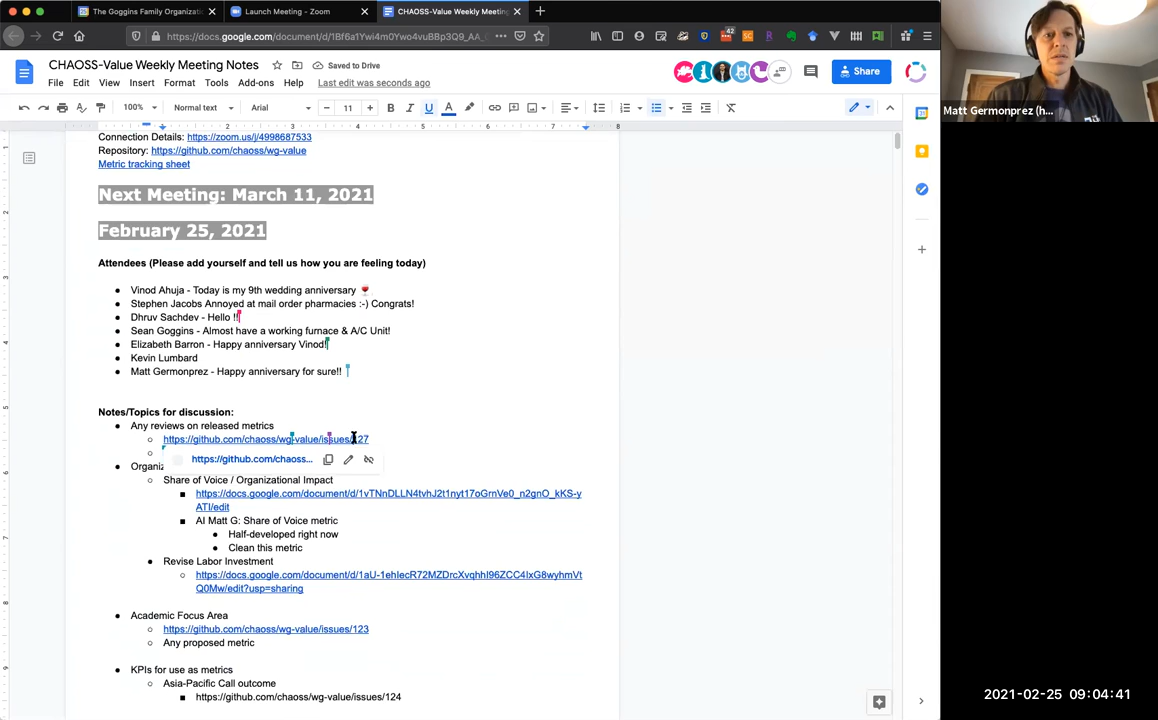 The Goggins Family Organizati
Launch Meeting - Zoom
CHAOSS-Value Weekly Meetin
https://docs.google.com/document/d/1Bf6a1Ywi4m0Ywo4vuBBp3Q9_AA_
42
CHAOSS-Value Weekly Meeting Notes
Saved to Drive
File Edit View Insert Format Tools Add-ons Help Last edit was seconds ago
Share
100% Normal text Arial 11
Matt Germonprez (h...
Connection Details: https://zoom.us/j/4998687533
Repository: https://github.com/chaoss/wg-value
Metric tracking sheet
Next Meeting: March 11, 2021
February 25, 2021
Attendees (Please add yourself and tell us how you are feeling today)
Vinod Ahuja - Today is my 9th wedding anniversary 🍷
Stephen Jacobs Annoyed at mail order pharmacies :-) Congrats!
Dhruv Sachdev - Hello !!
Sean Goggins - Almost have a working furnace & A/C Unit!
Elizabeth Barron - Happy anniversary Vinod!
Kevin Lumbard
Matt Germonprez - Happy anniversary for sure!!
Notes/Topics for discussion:
Any reviews on released metrics
https://github.com/chaoss/wg-value/issues/127
https://github.com/chaoss...
Organiz
Share of Voice / Organizational Impact
https://docs.google.com/document/d/1vTNnDLLN4tvhJ2t1nyt17oGrnVe0_n2gnO_kKS-y
ATI/edit
AI Matt G: Share of Voice metric
Half-developed right now
Clean this metric
Revise Labor Investment
https://docs.google.com/document/d/1aU-1ehIecR72MZDrcXvqhhI96ZCC4IxG8wyhmVt
Q0Mw/edit?usp=sharing
Academic Focus Area
https://github.com/chaoss/wg-value/issues/123
Any proposed metric
KPIs for use as metrics
Asia-Pacific Call outcome
https://github.com/chaoss/wg-value/issues/124
2021-02-25 09:04:41